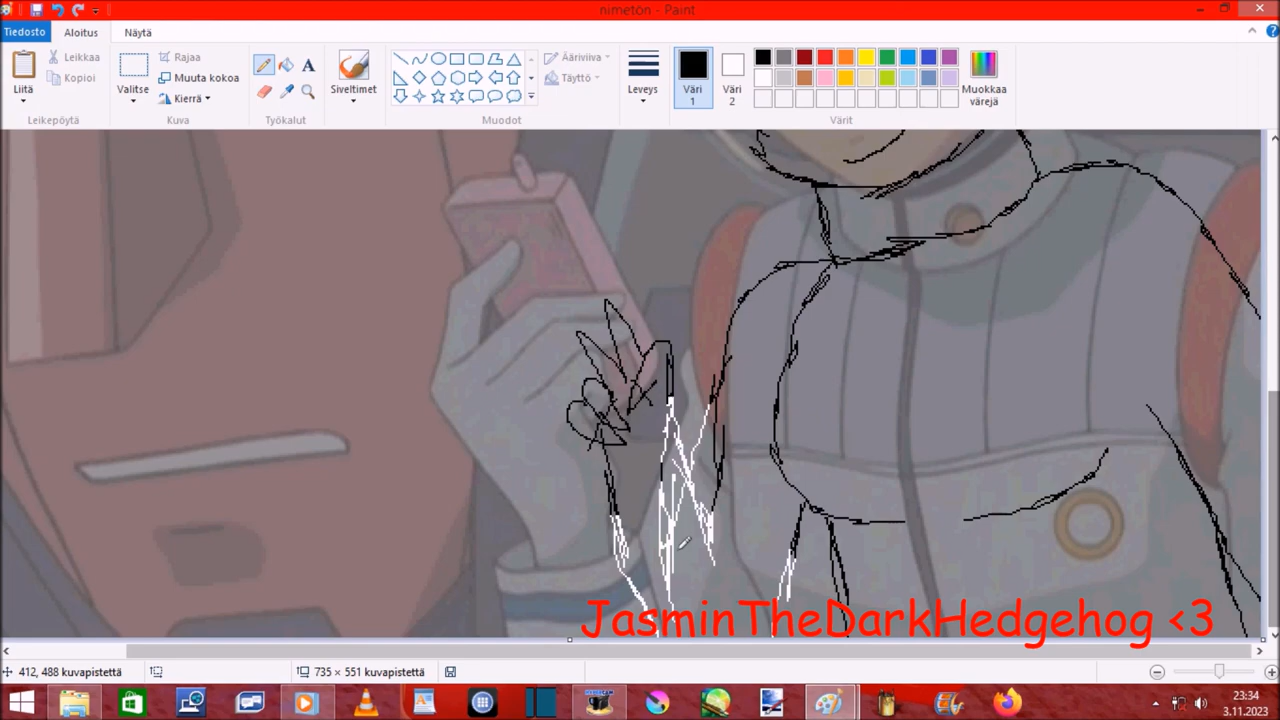 nimetön - Paint
Tiedosto Aloitus Näytä
Liitä
Leikkaa
Kopioi
Leikepöytä
Valitse
Rajaa
Muuta kokoa
Kierrä
Kuva
A
Työkalut
Siveltimet
Ääriviiva
Täyttö
Muodot
Leveys
Väri 1
Väri 2
Muokkaa värejä
Värit
JasminTheDarkHedgehog <3
412, 488 kuvapistettä
735 × 551 kuvapistettä
23:34
3.11.2023